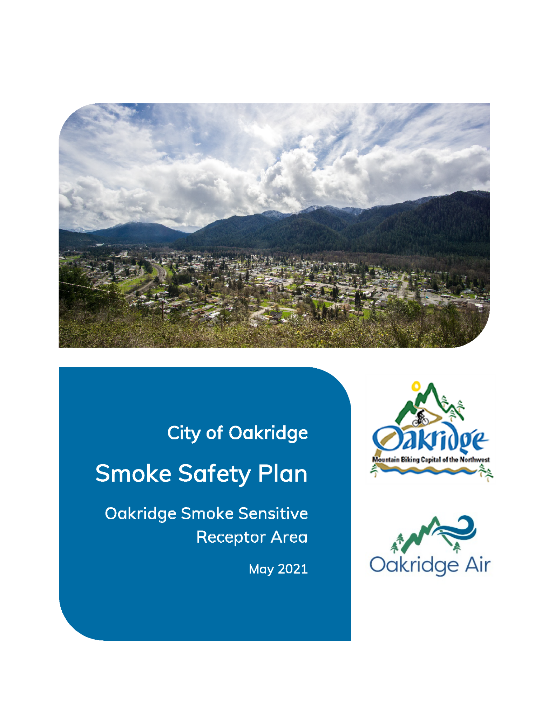 City of Oakridge
Smoke Safety Plan
Oakridge Smoke Sensitive
Receptor Area
May 2021
Oakridge
Mountain Biking Capital of the Northwest
Oakridge Air